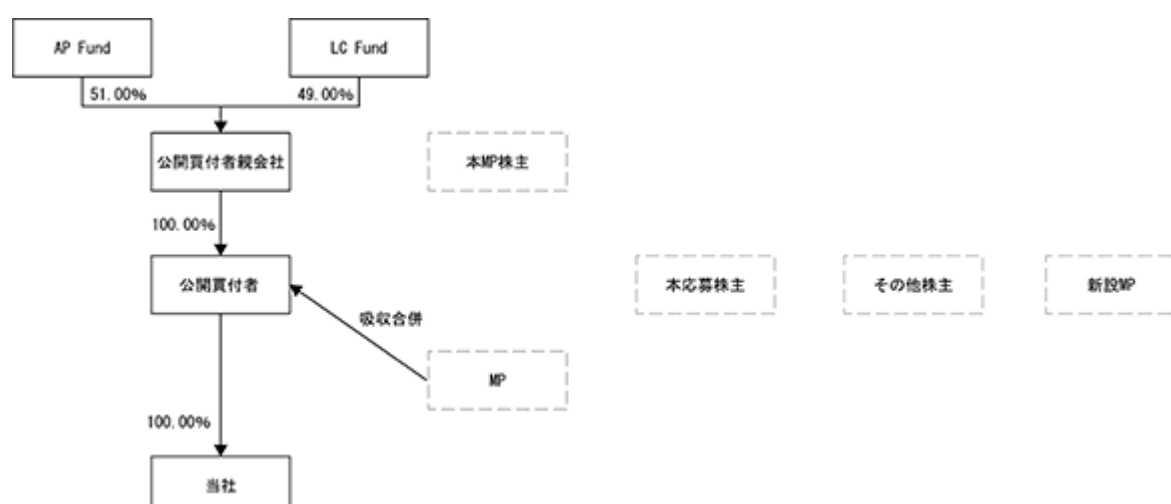 AP Fund
LC Fund
51.00%
49.00%
公開買付者親会社
本MP株主
100.00%
公開買付者
本応募株主
その他株主
新設MP
吸収合併
MP
100.00%
当社